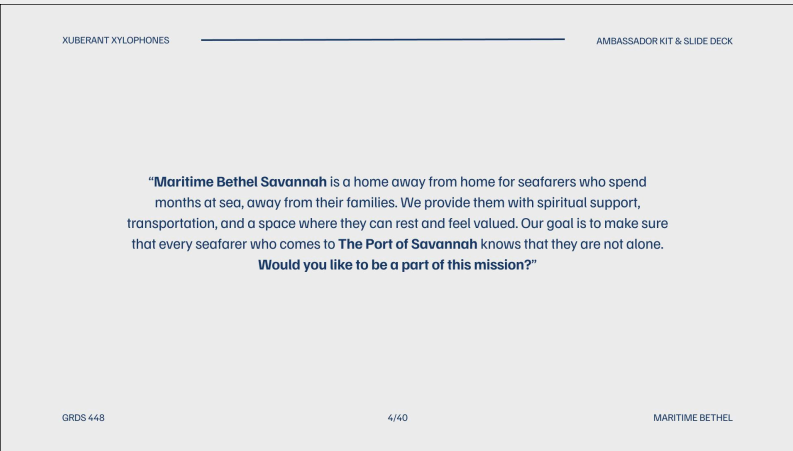 XUBERANT XYLOPHONES
AMBASSADOR KIT & SLIDE DECK
“Maritime Bethel Savannah is a home away from home for seafarers who spend
months at sea, away from their families. We provide them with spiritual support,
transportation, and a space where they can rest and feel valued. Our goal is to make sure
that every seafarer who comes to The Port of Savannah knows that they are not alone.
Would you like to be a part of this mission?”
GRDS 448
4/40
MARITIME BETHEL